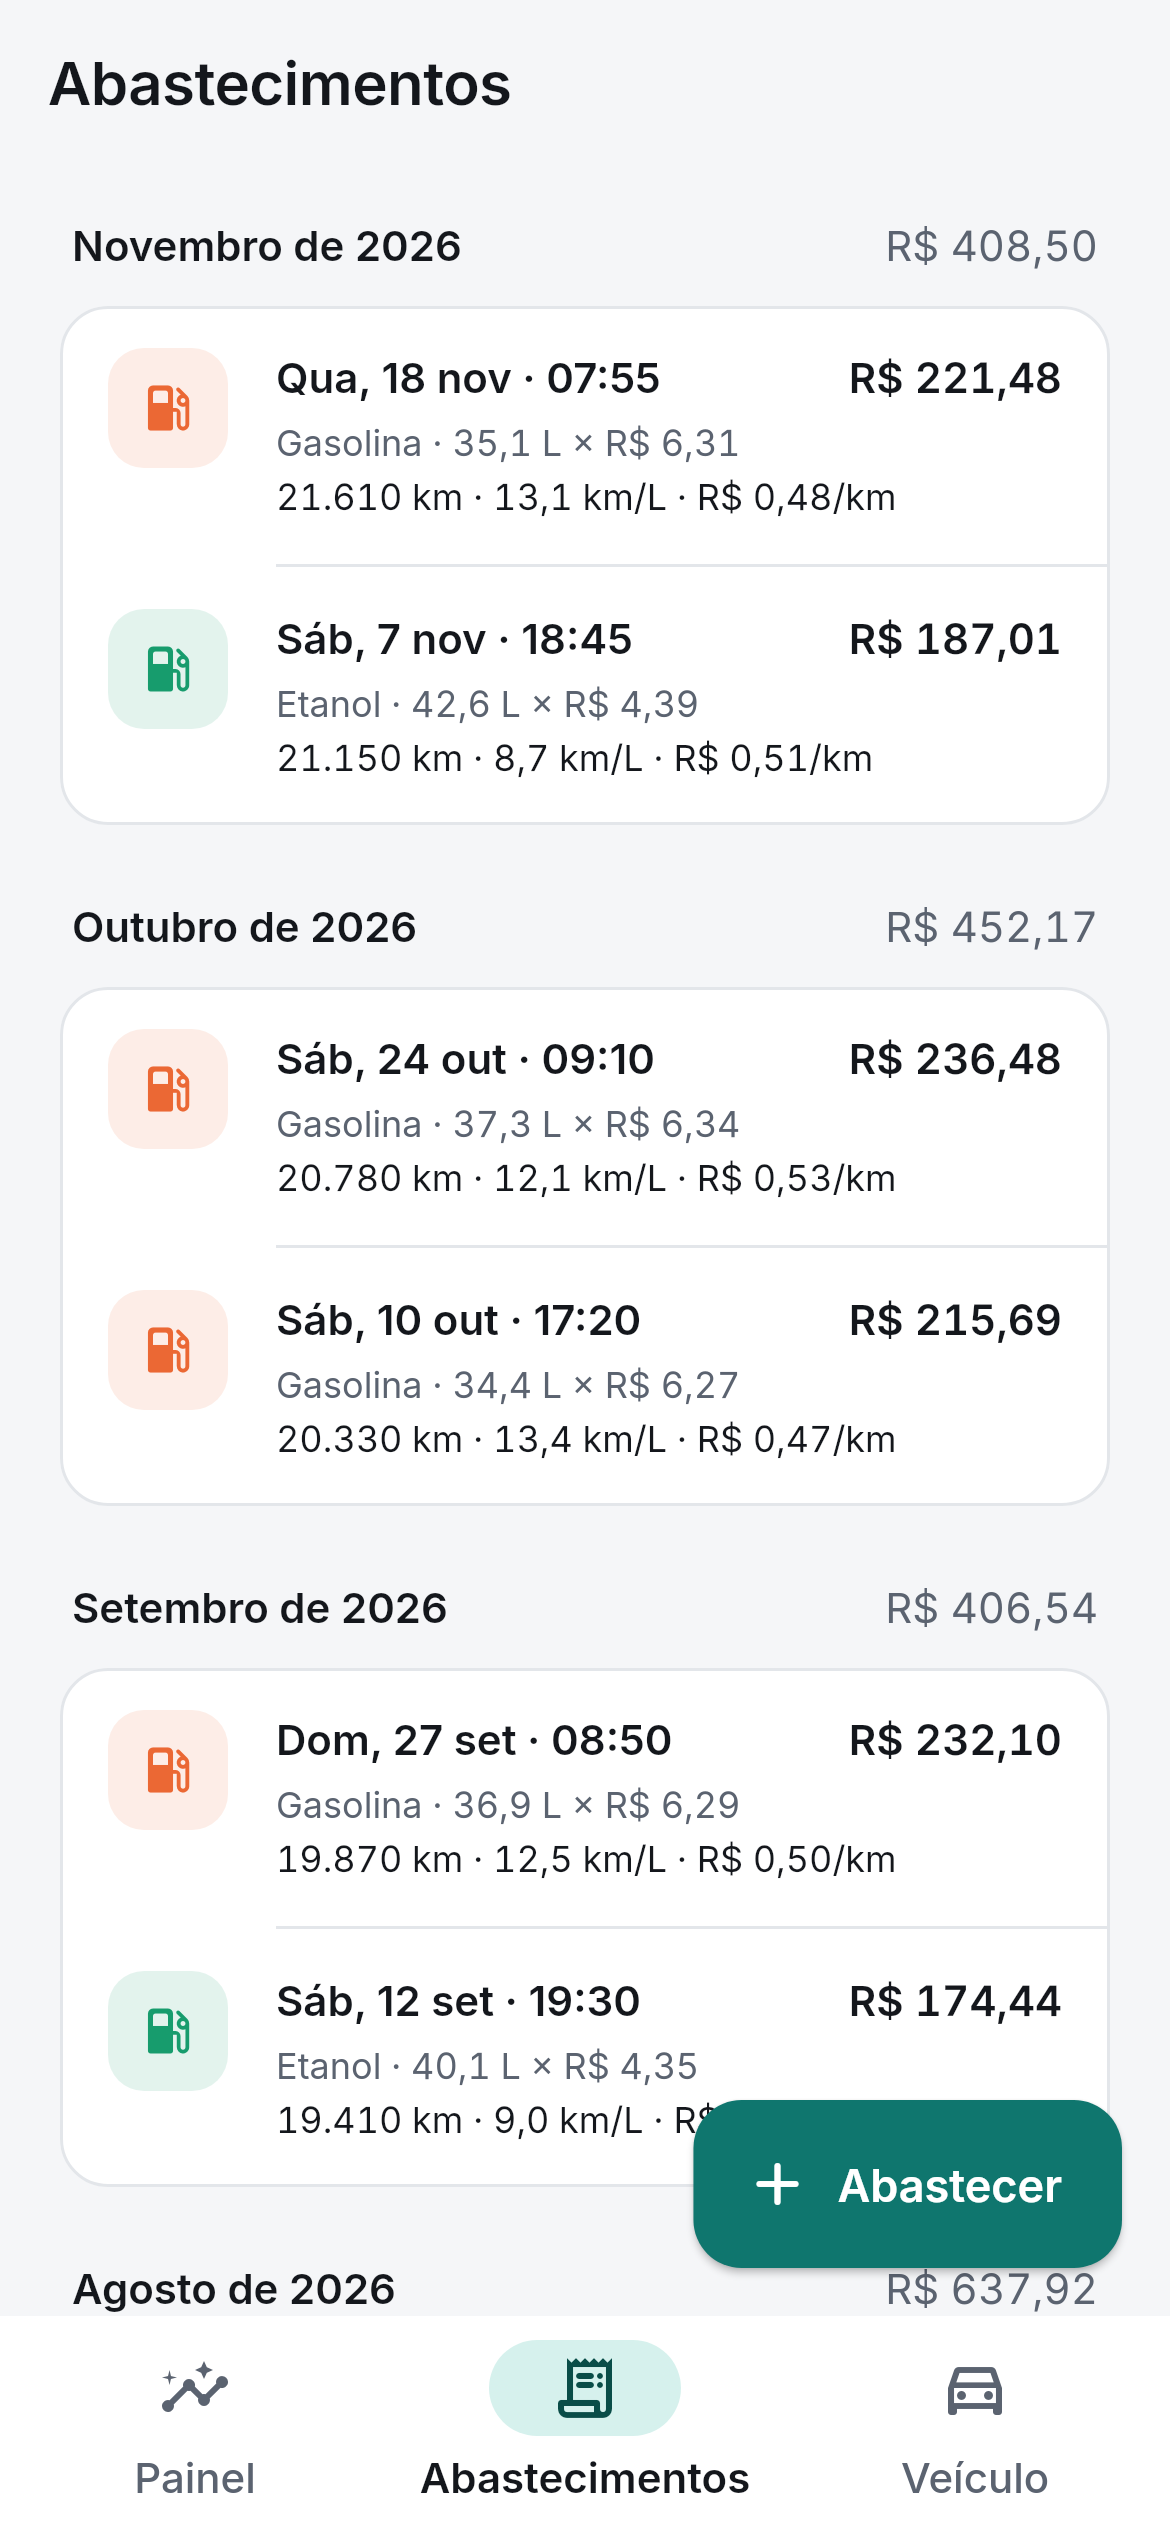 Abastecimentos
Novembro de 2026 R$ 408,50
Qua, 18 nov · 07:55 R$ 221,48
Gasolina · 35,1 L × R$ 6,31
21.610 km · 13,1 km/L · R$ 0,48/km
Sáb, 7 nov · 18:45 R$ 187,01
Etanol · 42,6 L × R$ 4,39
21.150 km · 8,7 km/L · R$ 0,51/km
Outubro de 2026 R$ 452,17
Sáb, 24 out · 09:10 R$ 236,48
Gasolina · 37,3 L × R$ 6,34
20.780 km · 12,1 km/L · R$ 0,53/km
Sáb, 10 out · 17:20 R$ 215,69
Gasolina · 34,4 L × R$ 6,27
20.330 km · 13,4 km/L · R$ 0,47/km
Setembro de 2026 R$ 406,54
Dom, 27 set · 08:50 R$ 232,10
Gasolina · 36,9 L × R$ 6,29
19.870 km · 12,5 km/L · R$ 0,50/km
Sáb, 12 set · 19:30 R$ 174,44
Etanol · 40,1 L × R$ 4,35
19.410 km · 9,0 km/L · R$
Abastecer
Agosto de 2026 R$ 637,92
Painel
Abastecimentos
Veículo